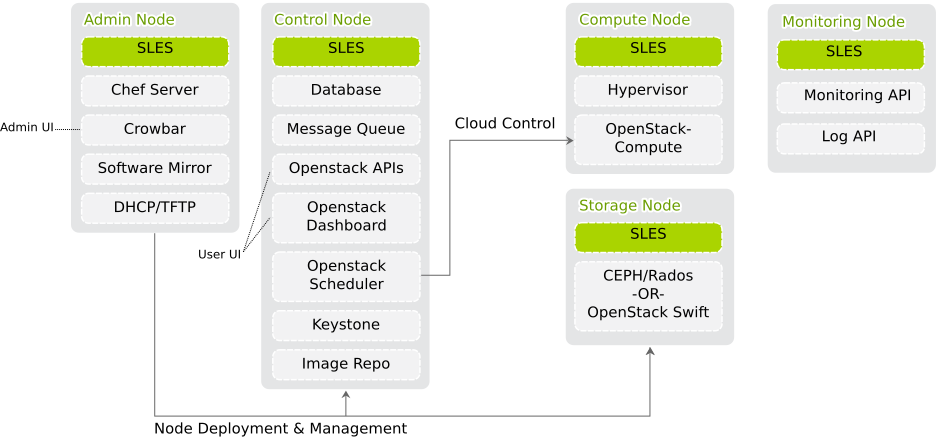 Admin Node
SLES
Chef Server
Admin UI
Crowbar
Software Mirror
DHCP/TFTP
Control Node
SLES
Database
Message Queue
Openstack APIs
Openstack
Dashboard
User UI
Openstack
Scheduler
Keystone
Image Repo
Cloud Control
Compute Node
SLES
Hypervisor
OpenStack-
Compute
Storage Node
SLES
CEPH/Rados
-OR-
OpenStack Swift
Monitoring Node
SLES
Monitoring API
Log API
Node Deployment & Management